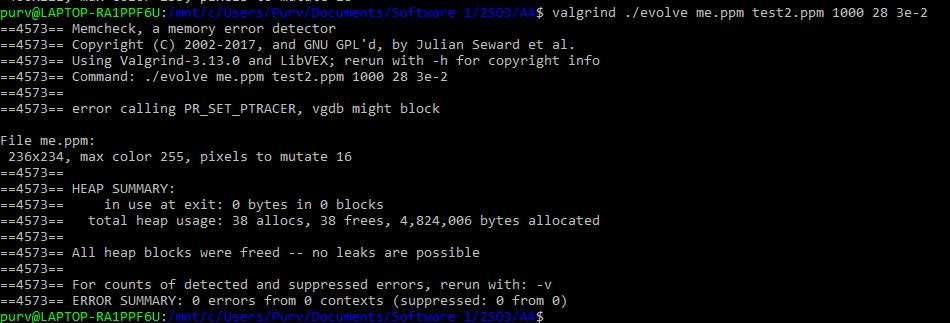 purv@LAPTOP-RA1PPF6U:/mnt/c/Users/Purv/Documents/Software 1/2SO3/A4$ valgrind ./evolve me.ppm test2.ppm 1000 28 3e-2
==4573== Memcheck, a memory error detector
==4573== Copyright (C) 2002-2017, and GNU GPL'd, by Julian Seward et al.
==4573== Using Valgrind-3.13.0 and LibVEX; rerun with -h for copyright info
==4573== Command: ./evolve me.ppm test2.ppm 1000 28 3e-2
==4573==
==4573== error calling PR_SET_PTRACER, vgdb might block

File me.ppm:
 236x234, max color 255, pixels to mutate 16
==4573==
==4573== HEAP SUMMARY:
==4573==     in use at exit: 0 bytes in 0 blocks
==4573==   total heap usage: 38 allocs, 38 frees, 4,824,006 bytes allocated
==4573==
==4573== All heap blocks were freed -- no leaks are possible
==4573==
==4573== For counts of detected and suppressed errors, rerun with: -v
==4573== ERROR SUMMARY: 0 errors from 0 contexts (suppressed: 0 from 0)
purv@LAPTOP-RA1PPF6U:/mnt/c/Users/Purv/Documents/Software 1/2SO3/A4$